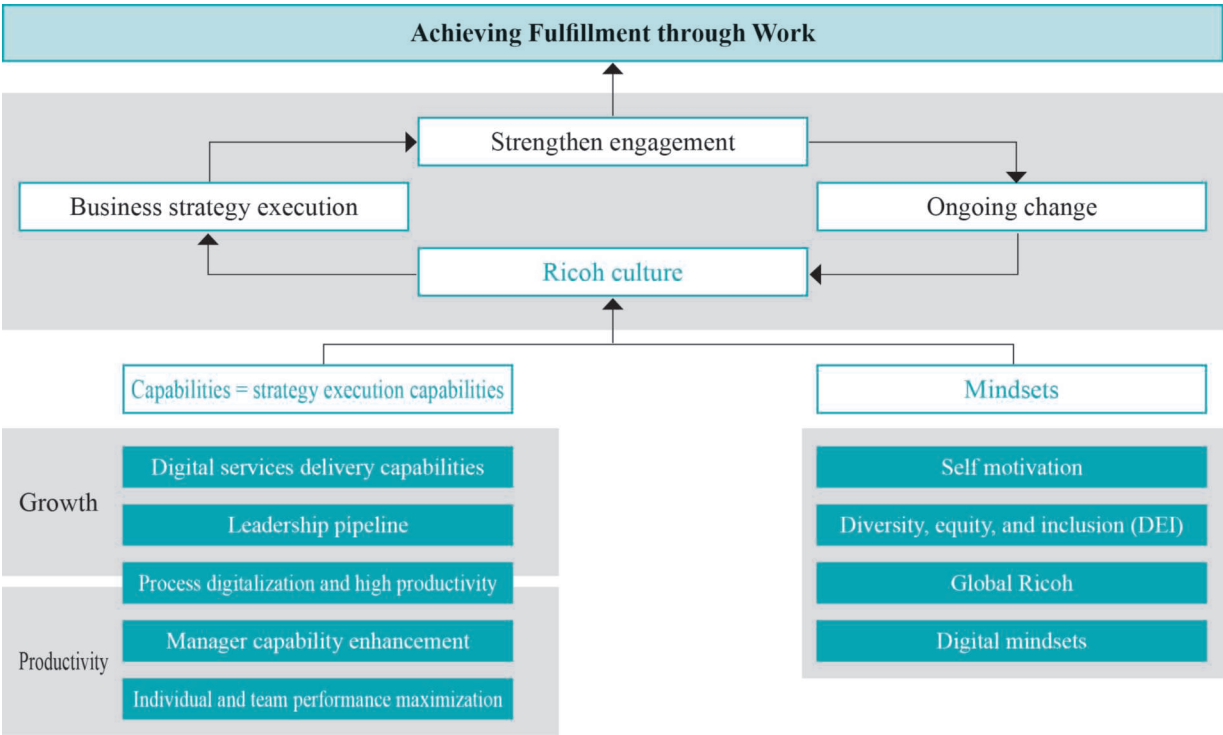 Achieving Fulfillment through Work
Strengthen engagement
Business strategy execution
Ongoing change
Ricoh culture
Capabilities = strategy execution capabilities
Mindsets
Growth
Digital services delivery capabilities
Leadership pipeline
Process digitalization and high productivity
Productivity
Manager capability enhancement
Individual and team performance maximization
Self motivation
Diversity, equity, and inclusion (DEI)
Global Ricoh
Digital mindsets